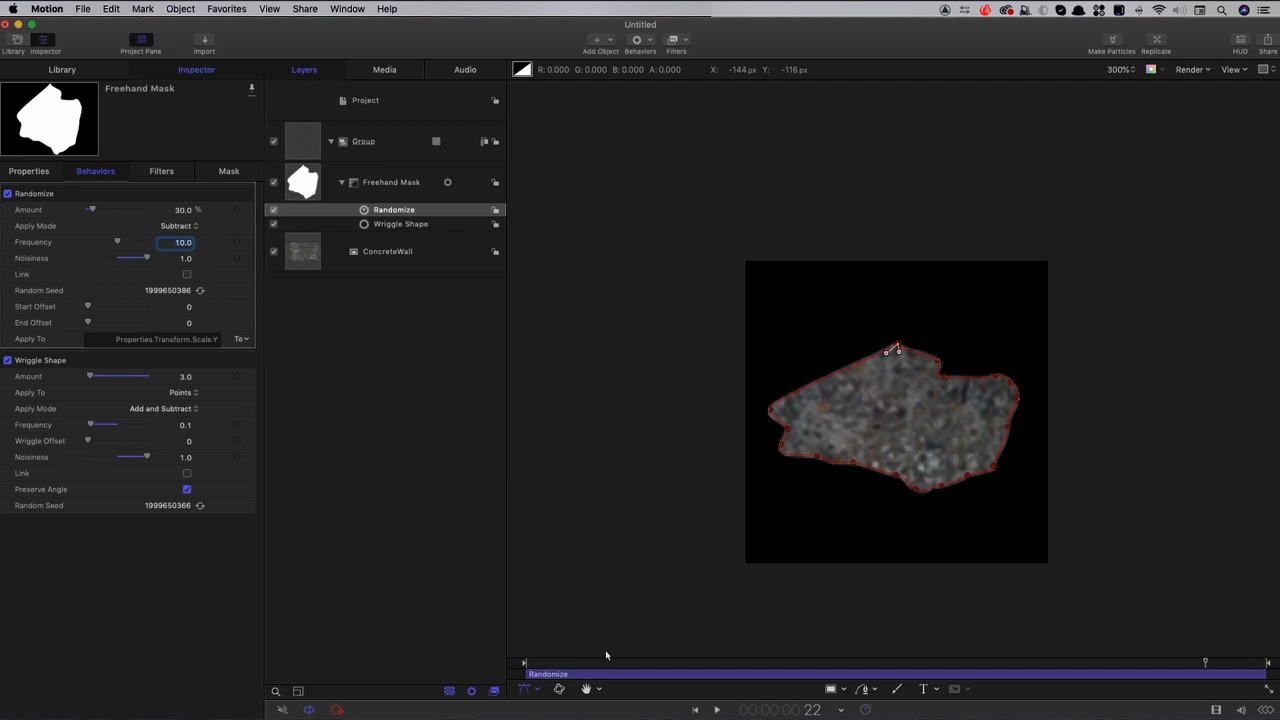 Motion File Edit Mark Object Favorites View Share Window Help
Untitled
Library Inspector Project Pane Import Add Object Behaviors Filters Make Particles Replicate HUD Share
Library Inspector Layers Media Audio R: 0.000 G: 0.000 B: 0.000 A: 0.000 X: -144 px Y: -116 px 300% Render View
Freehand Mask
Project
Group
Properties Behaviors Filters Mask
Freehand Mask
Randomize
Wriggle Shape
ConcreteWall
Randomize
Amount 30.0 %
Apply Mode Subtract
Frequency 10.0
Noisiness 1.0
Link
Random Seed 1999650386
Start Offset 0
End Offset 0
Apply To Properties.Transform.Scale.Y To
Wriggle Shape
Amount 3.0
Apply To Points
Apply Mode Add and Subtract
Frequency 0.1
Wriggle Offset 0
Noisiness 1.0
Link
Preserve Angle
Random Seed 1999650366
Randomize
T
00:00:00:22